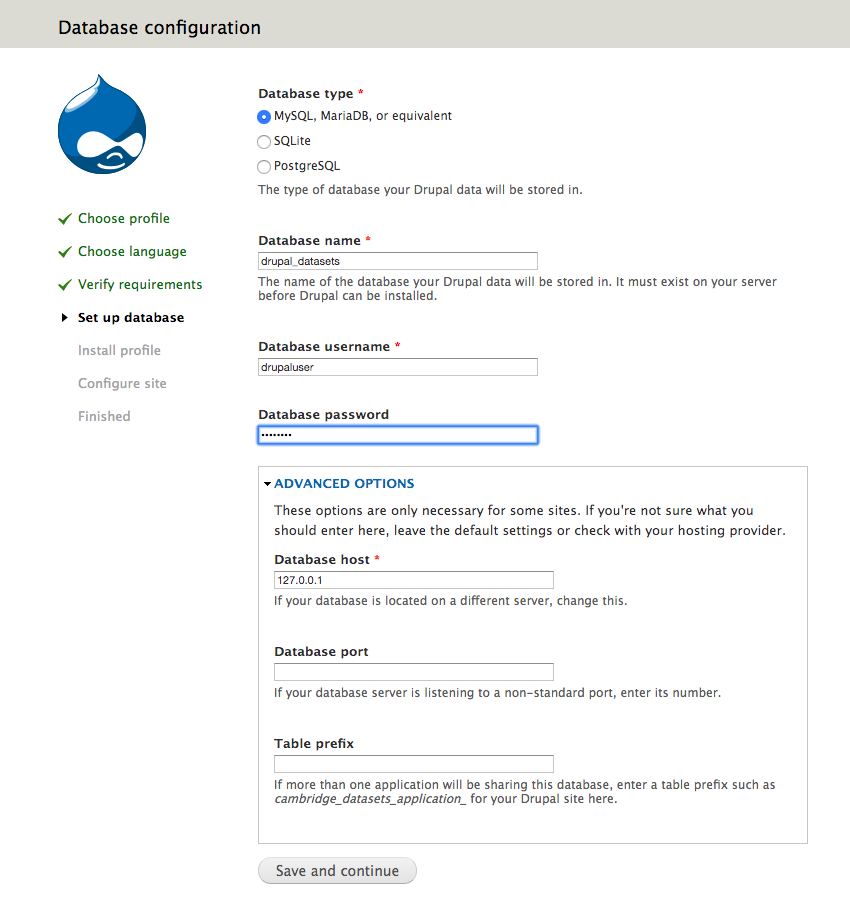 Database configuration
Choose profile
Choose language
Verify requirements
Set up database
Install profile
Configure site
Finished
Database type *
MySQL, MariaDB, or equivalent
SQLite
PostgreSQL
The type of database your Drupal data will be stored in.
Database name *
drupal_datasets
The name of the database your Drupal data will be stored in. It must exist on your server
before Drupal can be installed.
Database username *
drupaluser
Database password
••••••••
ADVANCED OPTIONS
These options are only necessary for some sites. If you're not sure what you
should enter here, leave the default settings or check with your hosting provider.
Database host *
127.0.0.1
If your database is located on a different server, change this.
Database port
If your database server is listening to a non-standard port, enter its number.
Table prefix
If more than one application will be sharing this database, enter a table prefix such as
cambridge_datasets_application_ for your Drupal site here.
Save and continue